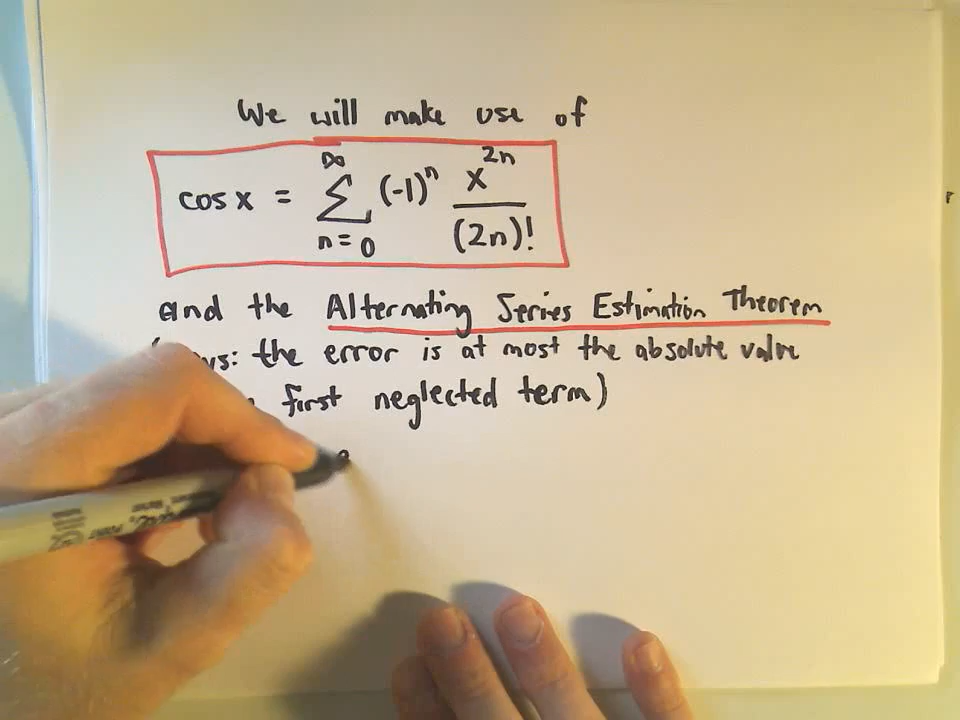 We will make use of
cos x = ∑_{n=0}^{∞} (-1)^n x^{2n}/(2n)!
and the Alternating Series Estimation Theorem
the error is at most the absolute value
first neglected term)